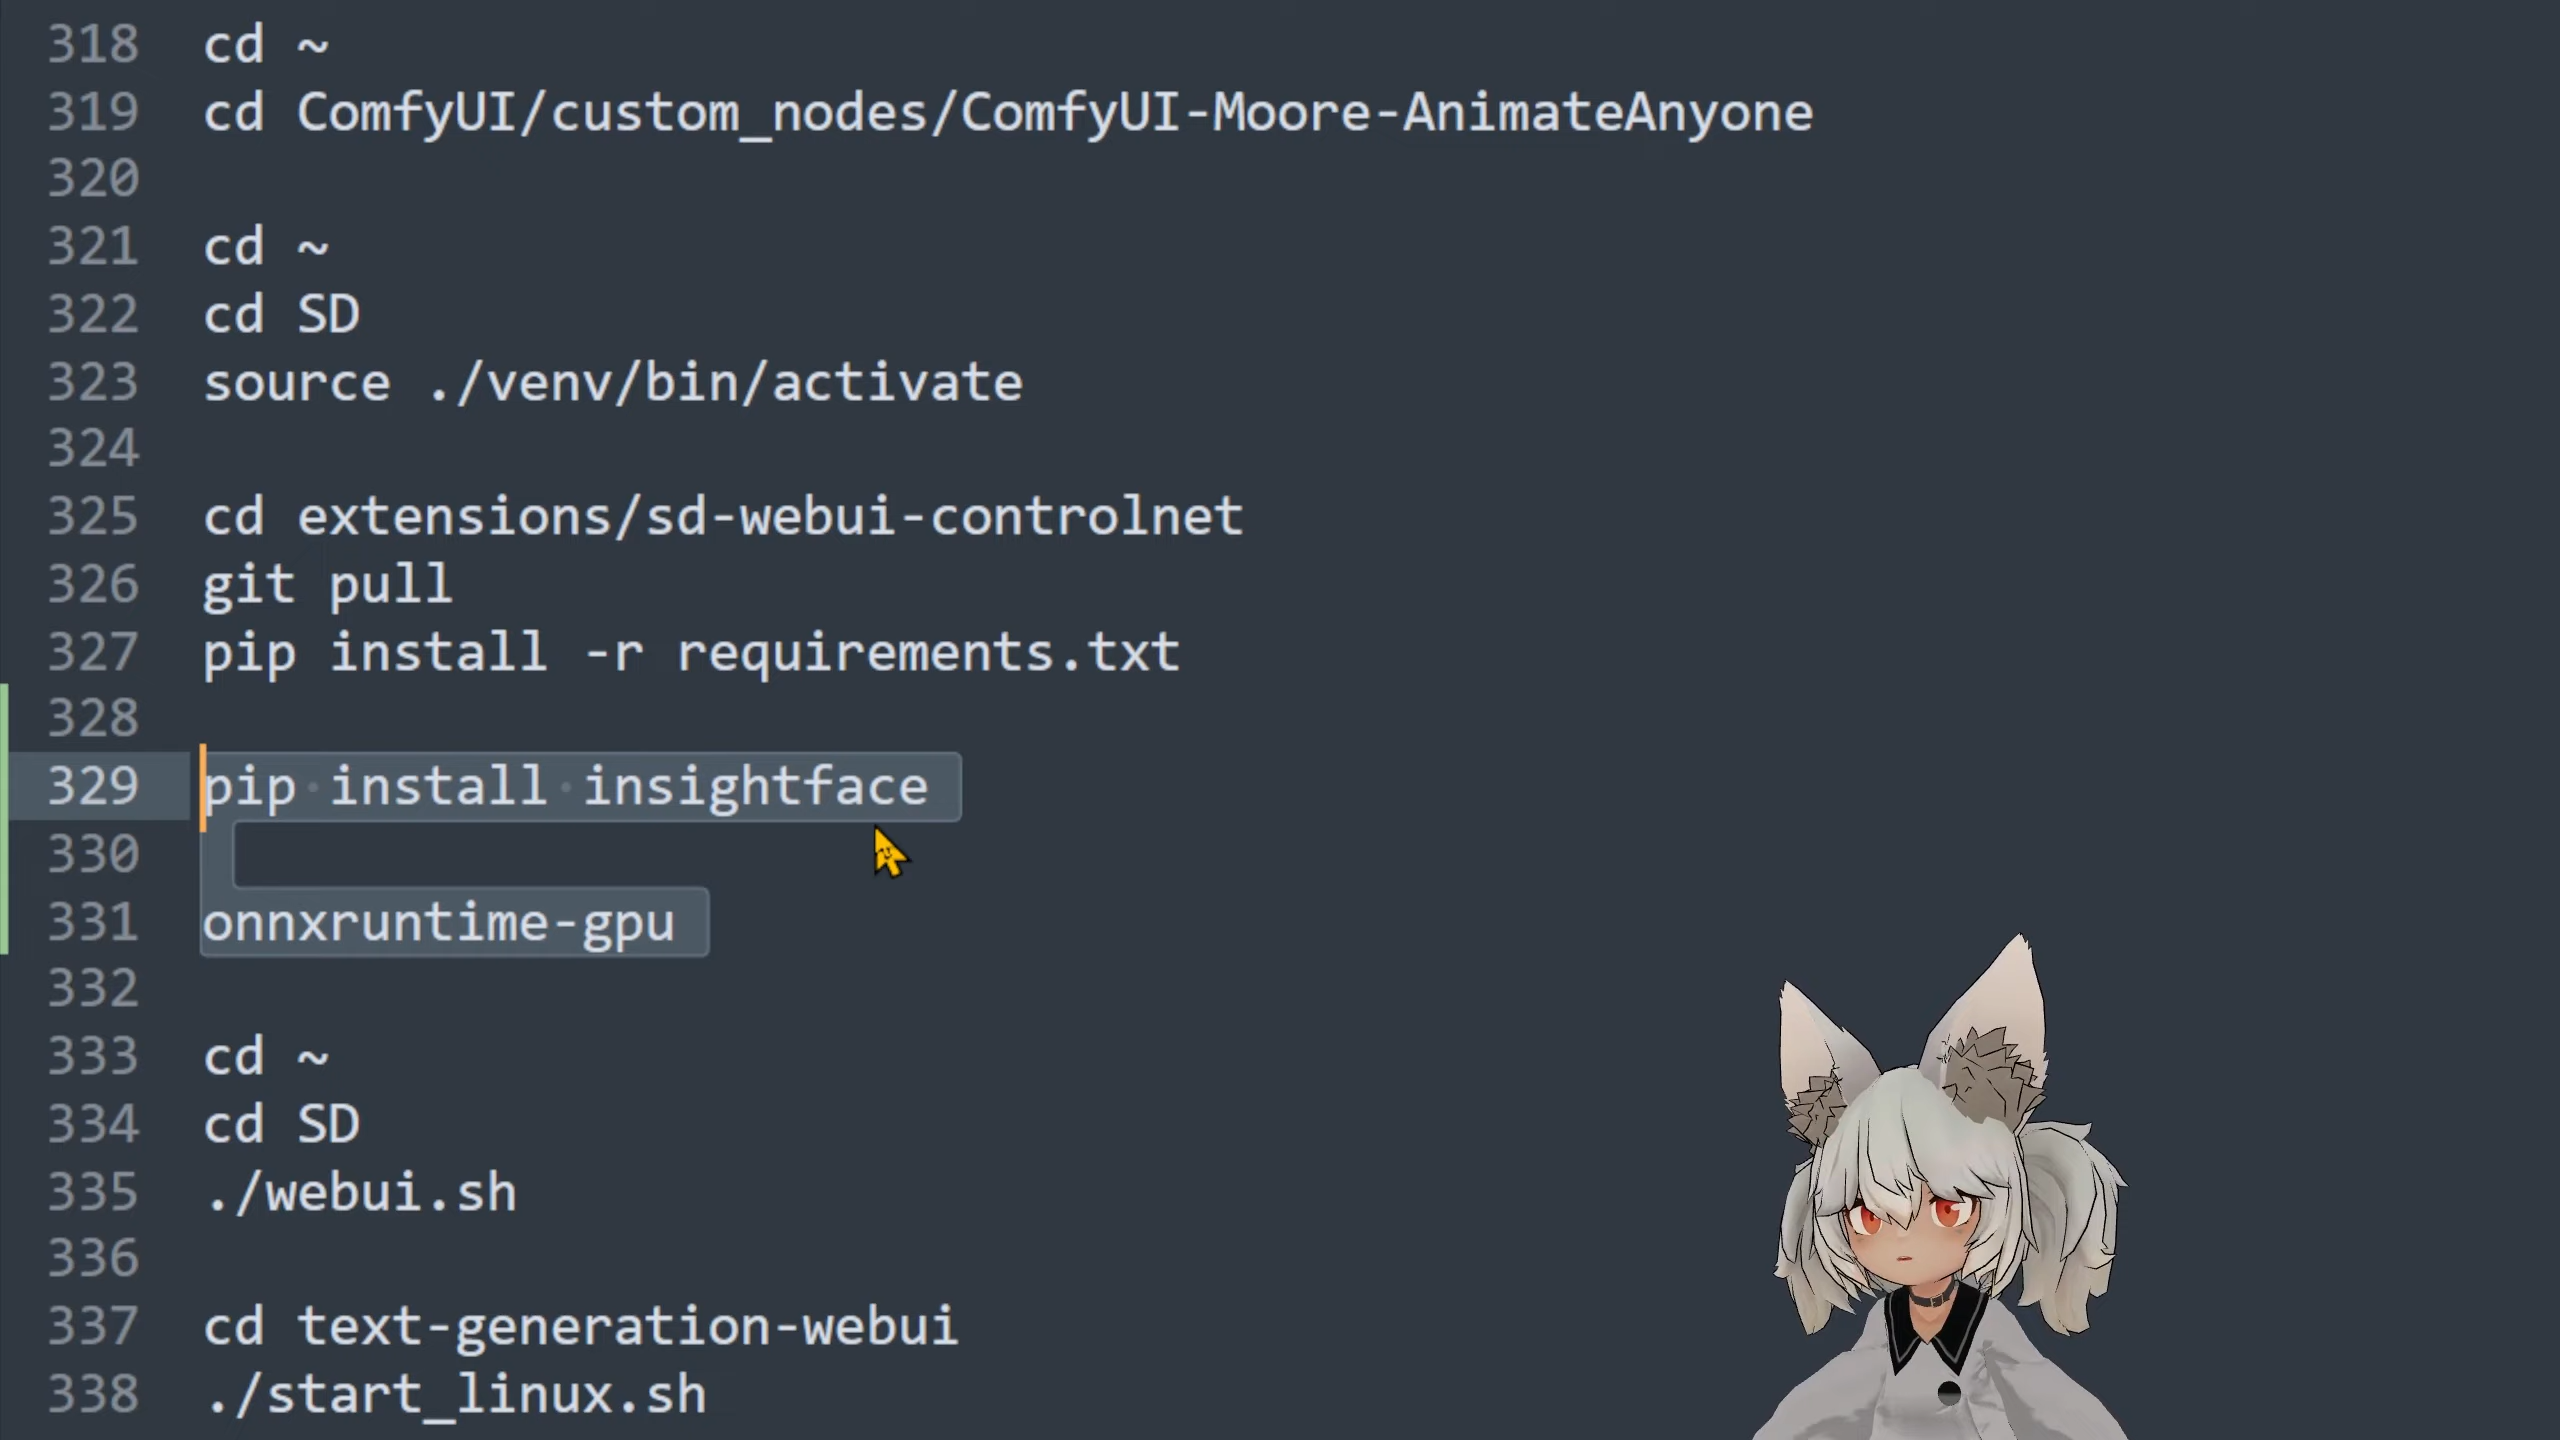 318 cd ~
319 cd ComfyUI/custom_nodes/ComfyUI-Moore-AnimateAnyone
320
321 cd ~
322 cd SD
323 source ./venv/bin/activate
324
325 cd extensions/sd-webui-controlnet
326 git pull
327 pip install -r requirements.txt
328
329 pip install insightface
330
331 onnxruntime-gpu
332
333 cd ~
334 cd SD
335 ./webui.sh
336
337 cd text-generation-webui
338 ./start_linux.sh